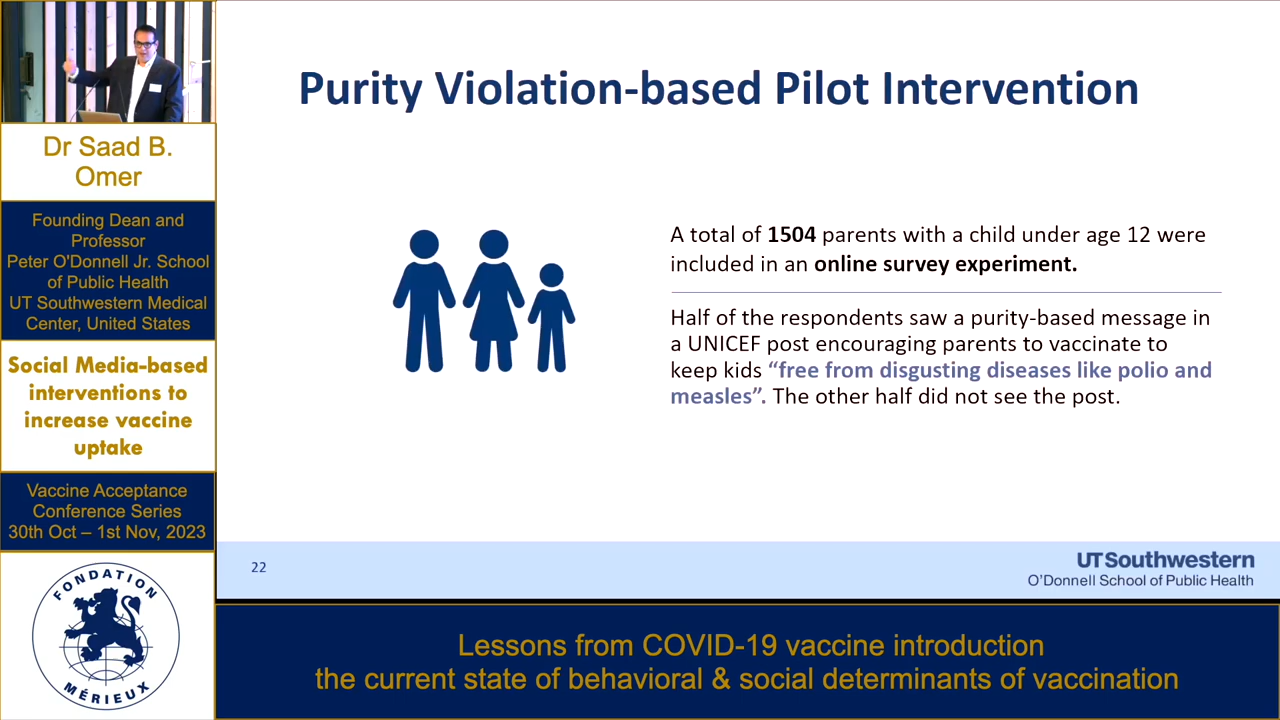 Dr Saad B.
Omer
Founding Dean and
Professor
Peter O'Donnell Jr. School
of Public Health
UT Southwestern Medical
Center, United States
Social Media-based
interventions to
increase vaccine
uptake
Vaccine Acceptance
Conference Series
30th Oct – 1st Nov, 2023
FONDATION
MÉRIEUX
Purity Violation-based Pilot Intervention
A total of 1504 parents with a child under age 12 were
included in an online survey experiment.
Half of the respondents saw a purity-based message in
a UNICEF post encouraging parents to vaccinate to
keep kids “free from disgusting diseases like polio and
measles”. The other half did not see the post.
22
UTSouthwestern
O’Donnell School of Public Health
Lessons from COVID-19 vaccine introduction
the current state of behavioral & social determinants of vaccination